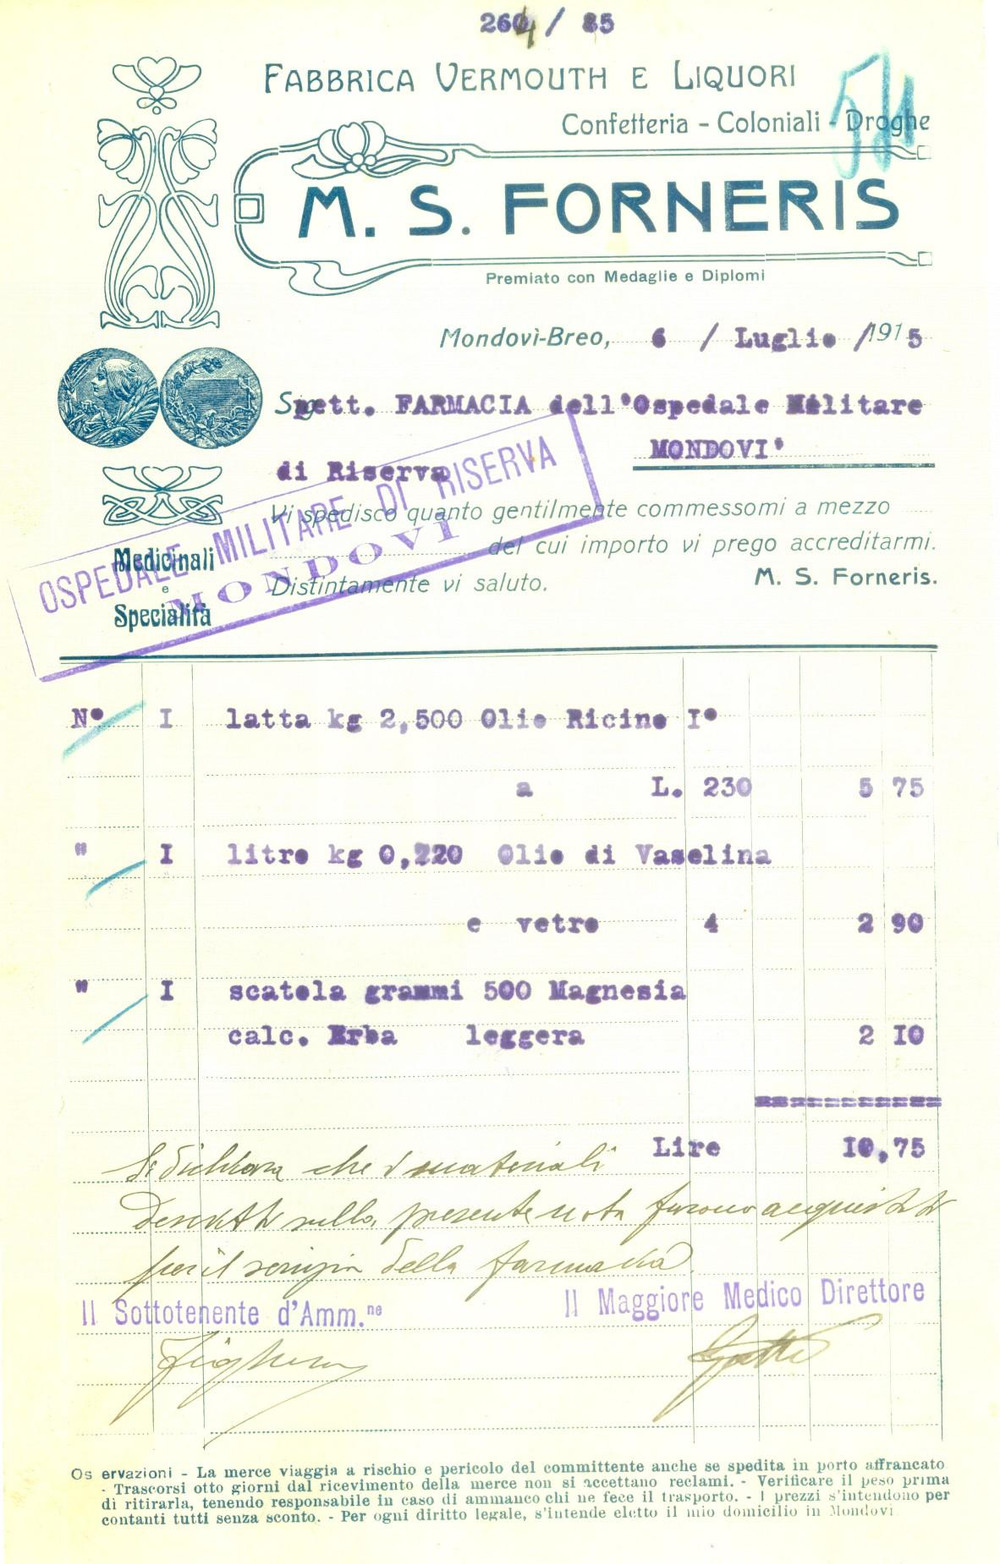 264 / 85
FABBRICA VERMOUTH E LIQUORI
51
Confetteria - Coloniali - Droghe
M. S. FORNERIS
Premiato con Medaglie e Diplomi
Mondovì-Breo, 6 / Luglio /1915
Spett. FARMACIA dell'Ospedale Militare
di Riserva MONDOVI'
Vi spedisco quanto gentilmente commessomi a mezzo
del cui importo vi prego accreditarmi.
Distintamente vi saluto. M. S. Forneris.
OSPEDALE MILITARE DI RISERVA
MONDOVI
Medicinali
e
Specialità
N° I latta kg 2,500 Olio Ricino I°
a L. 230 5 75
" I litro kg 0,220 Olio di Vaselina
e vetro 4 2 90
" I scatola grammi 500 Magnesia
calc. Erba leggera 2 10
Lire 10,75
Si dichiara che i materiali
descritti sulla presente nota furono acquistati
per il servizio della farmacia
Il Sottotenente d'Amm.ne
Il Maggiore Medico Direttore
Os ervazioni - La merce viaggia a rischio e pericolo del committente anche se spedita in porto affrancato
- Trascorsi otto giorni dal ricevimento della merce non si accettano reclami. - Verificare il peso prima
di ritirarla, tenendo responsabile in caso di ammanco chi ne fece il trasporto. - I prezzi s'intendono per
contanti tutti senza sconto. - Per ogni diritto legale, s'intende eletto il mio domicilio in Mondovì